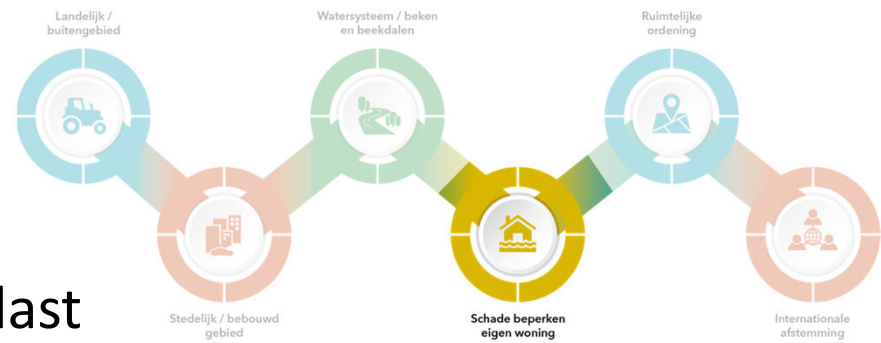 Landelijk /
buitengebied
Watersysteem / beken
en beekdalen
Ruimtelijke
ordening
last
Stedelijk / bebouwd
gebied
Schade beperken
eigen woning
Internationale
afstemming